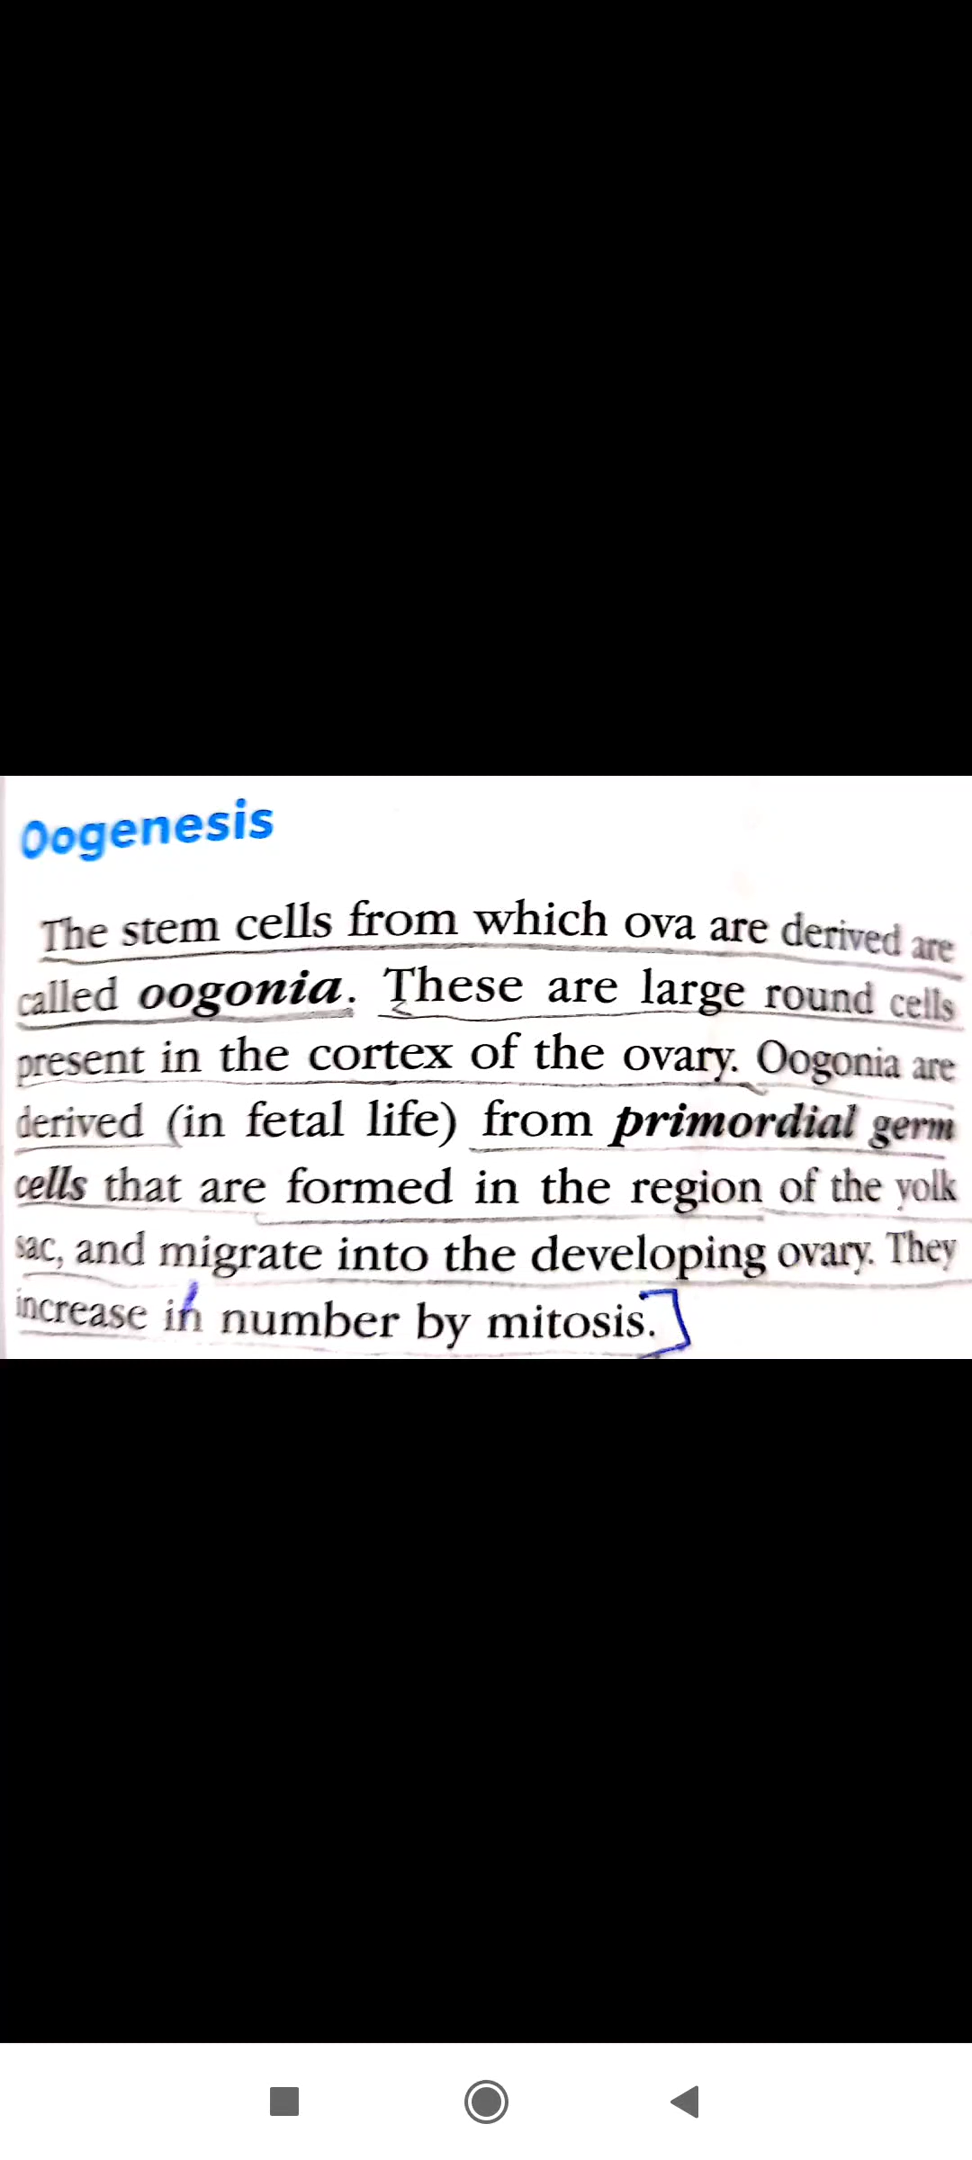 Oogenesis
The stem cells from which ova are derived are
called oogonia. These are large round cells
present in the cortex of the ovary. Oogonia are
derived (in fetal life) from primordial germ
cells that are formed in the region of the yolk
sac, and migrate into the developing ovary. They
increase in number by mitosis.]